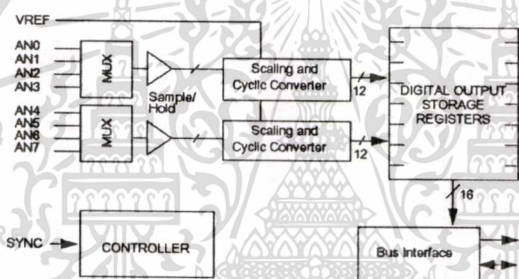 VREF
AN0
AN1
AN2
AN3
MUX
Sample/
Hold
Scaling and
Cyclic Converter
12
AN4
AN5
AN6
AN7
MUX
Scaling and
Cyclic Converter
12
DIGITAL OUTPUT
STORAGE
REGISTERS
16
SYNC
CONTROLLER
Bus Interface